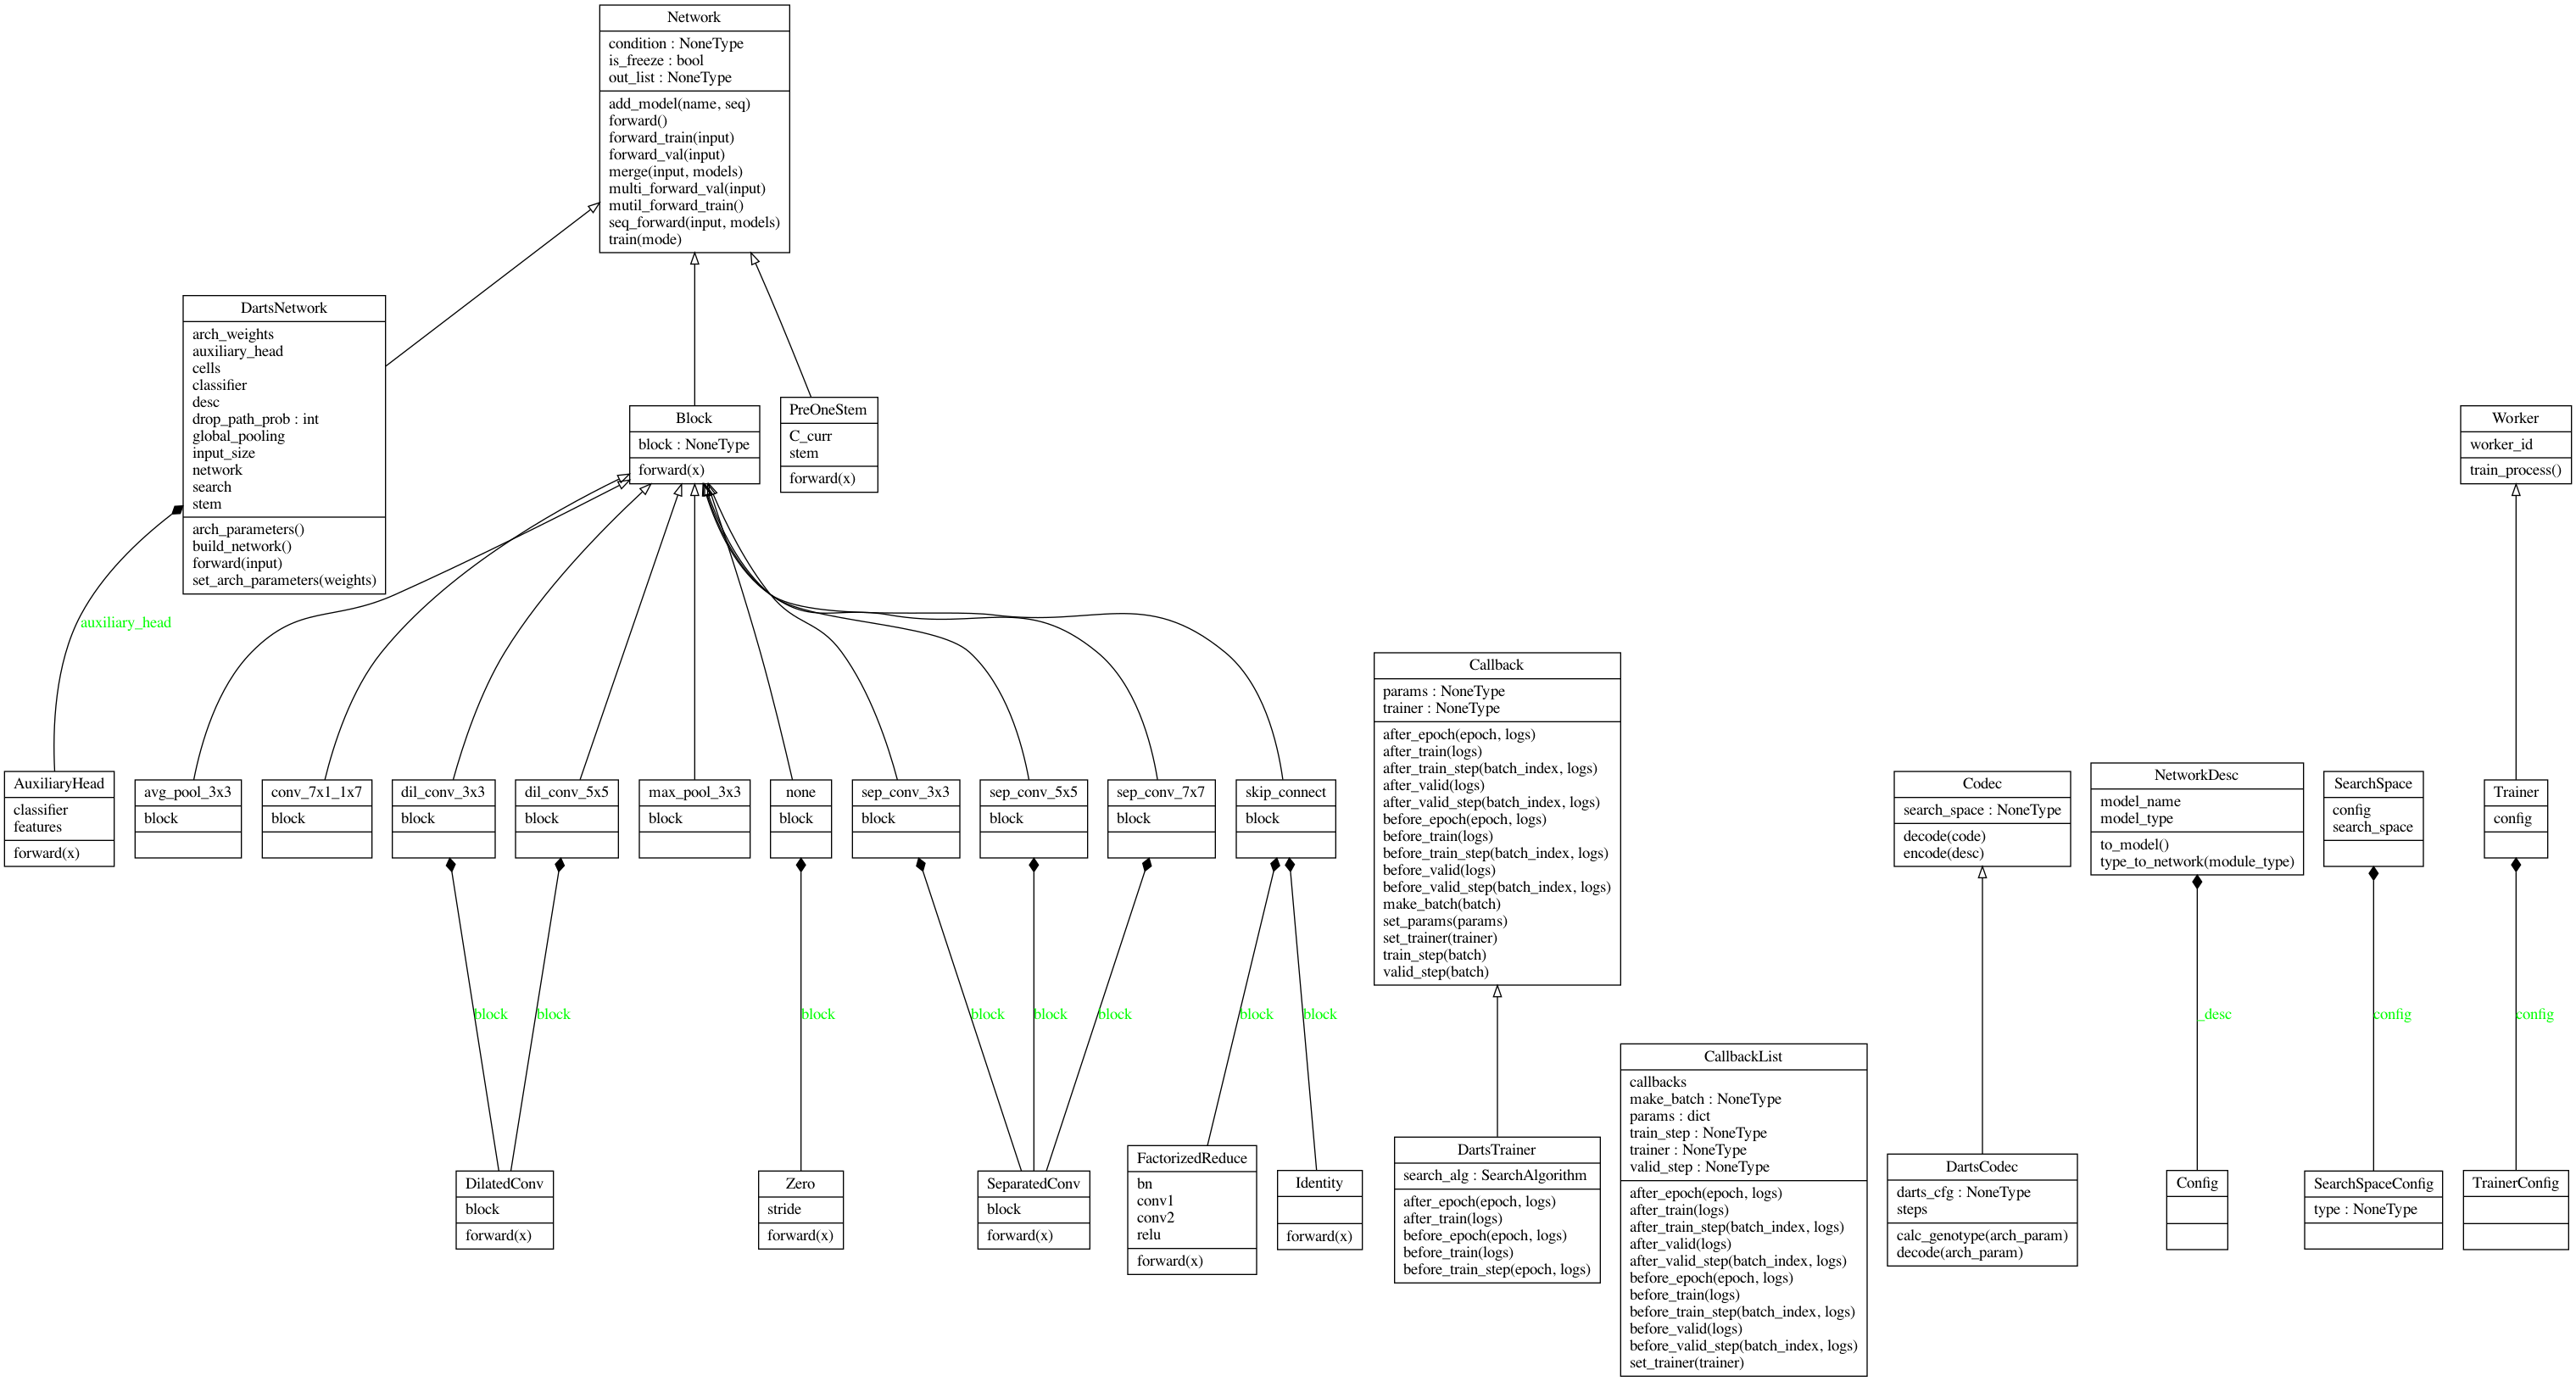 Network
condition : NoneType
is_freeze : bool
out_list : NoneType
add_model(name, seq)
forward()
forward_train(input)
forward_val(input)
merge(input, models)
multi_forward_val(input)
mutil_forward_train()
seq_forward(input, models)
train(mode)
DartsNetwork
arch_weights
auxiliary_head
cells
classifier
desc
drop_path_prob : int
global_pooling
input_size
network
search
stem
arch_parameters()
build_network()
forward(input)
set_arch_parameters(weights)
Block
block : NoneType
forward(x)
PreOneStem
C_curr
stem
forward(x)
Worker
worker_id
train_process()
auxiliary_head
AuxiliaryHead
classifier
features
forward(x)
avg_pool_3x3
block
conv_7x1_1x7
block
dil_conv_3x3
block
dil_conv_5x5
block
max_pool_3x3
block
none
block
sep_conv_3x3
block
sep_conv_5x5
block
sep_conv_7x7
block
skip_connect
block
Callback
params : NoneType
trainer : NoneType
after_epoch(epoch, logs)
after_train(logs)
after_train_step(batch_index, logs)
after_valid(logs)
after_valid_step(batch_index, logs)
before_epoch(epoch, logs)
before_train(logs)
before_train_step(batch_index, logs)
before_valid(logs)
before_valid_step(batch_index, logs)
make_batch(batch)
set_params(params)
set_trainer(trainer)
train_step(batch)
valid_step(batch)
Codec
search_space : NoneType
decode(code)
encode(desc)
NetworkDesc
model_name
model_type
to_model()
type_to_network(module_type)
SearchSpace
config
search_space
Trainer
config
block
block
block
block
block
block
block
block
_desc
config
config
DilatedConv
block
forward(x)
Zero
stride
forward(x)
SeparatedConv
block
forward(x)
FactorizedReduce
bn
conv1
conv2
relu
forward(x)
Identity
forward(x)
DartsTrainer
search_alg : SearchAlgorithm
after_epoch(epoch, logs)
after_train(logs)
before_epoch(epoch, logs)
before_train(logs)
before_train_step(epoch, logs)
CallbackList
callbacks
make_batch : NoneType
params : dict
train_step : NoneType
trainer : NoneType
valid_step : NoneType
after_epoch(epoch, logs)
after_train(logs)
after_train_step(batch_index, logs)
after_valid(logs)
after_valid_step(batch_index, logs)
before_epoch(epoch, logs)
before_train(logs)
before_train_step(batch_index, logs)
before_valid(logs)
before_valid_step(batch_index, logs)
set_trainer(trainer)
DartsCodec
darts_cfg : NoneType
steps
calc_genotype(arch_param)
decode(arch_param)
Config
SearchSpaceConfig
type : NoneType
TrainerConfig